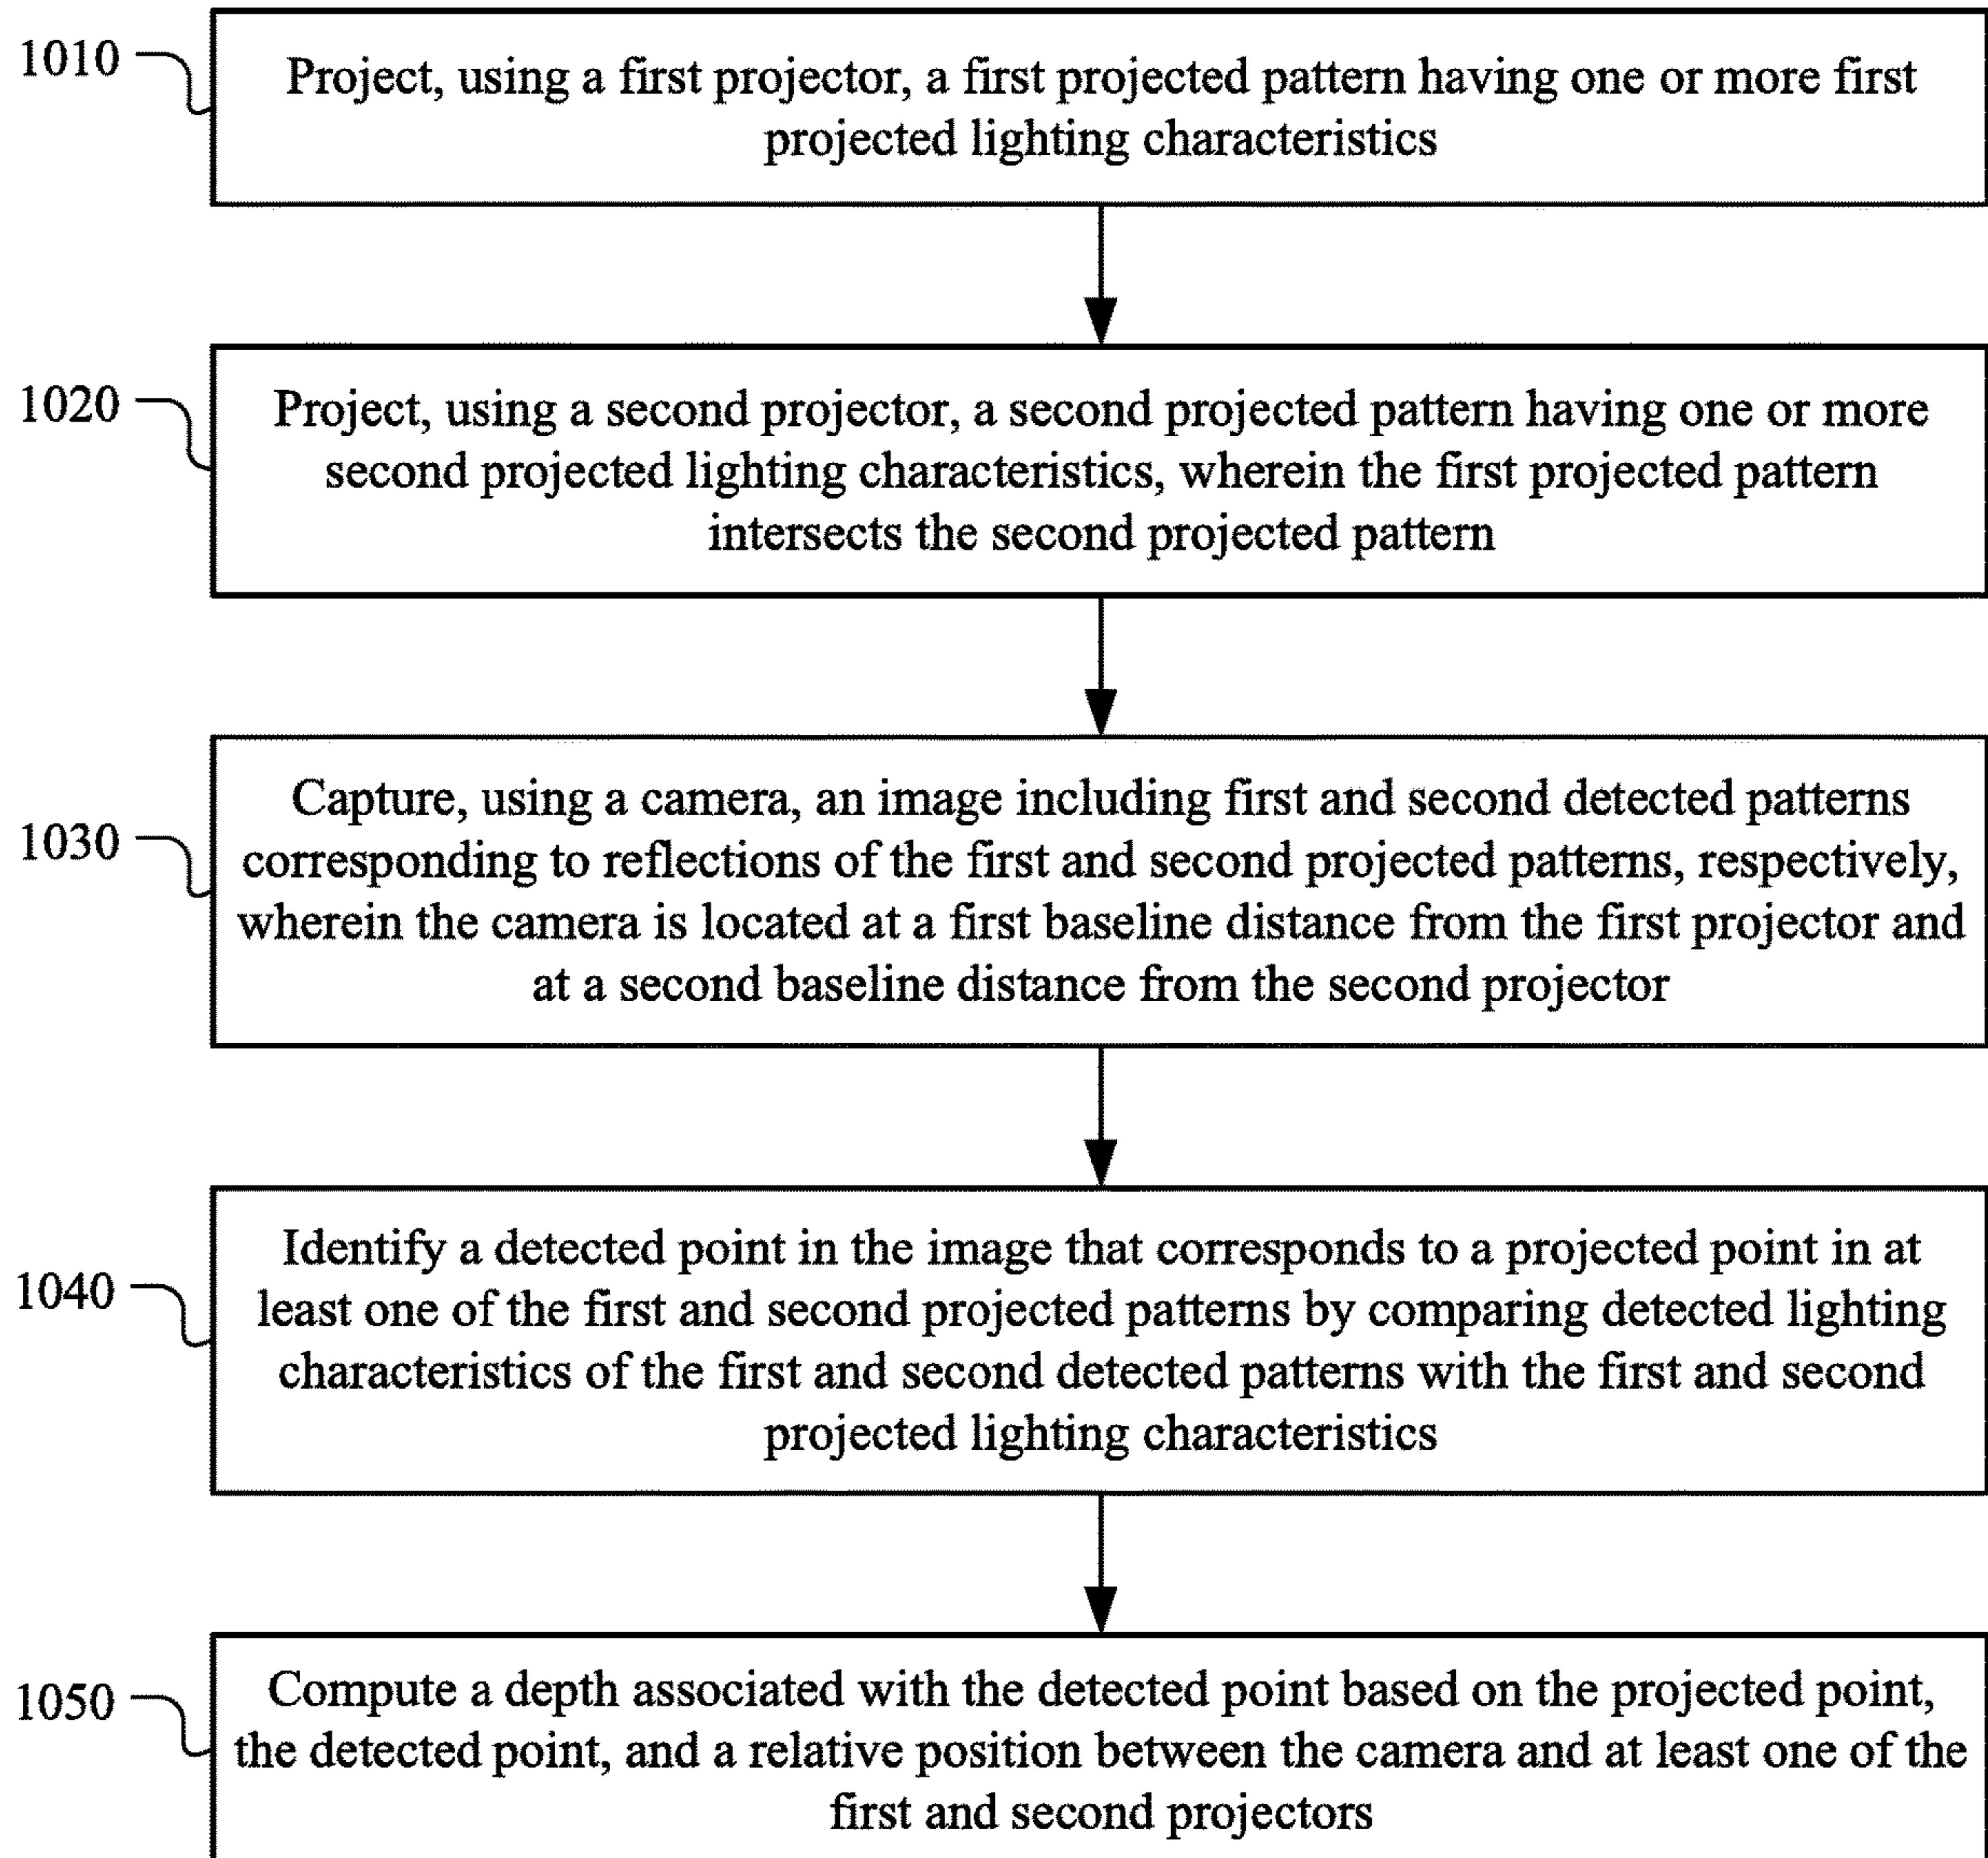 1010
Project, using a first projector, a first projected pattern having one or more first
projected lighting characteristics
1020
Project, using a second projector, a second projected pattern having one or more
second projected lighting characteristics, wherein the first projected pattern
intersects the second projected pattern
1030
Capture, using a camera, an image including first and second detected patterns
corresponding to reflections of the first and second projected patterns, respectively,
wherein the camera is located at a first baseline distance from the first projector and
at a second baseline distance from the second projector
1040
Identify a detected point in the image that corresponds to a projected point in at
least one of the first and second projected patterns by comparing detected lighting
characteristics of the first and second detected patterns with the first and second
projected lighting characteristics
1050
Compute a depth associated with the detected point based on the projected point,
the detected point, and a relative position between the camera and at least one of the
first and second projectors